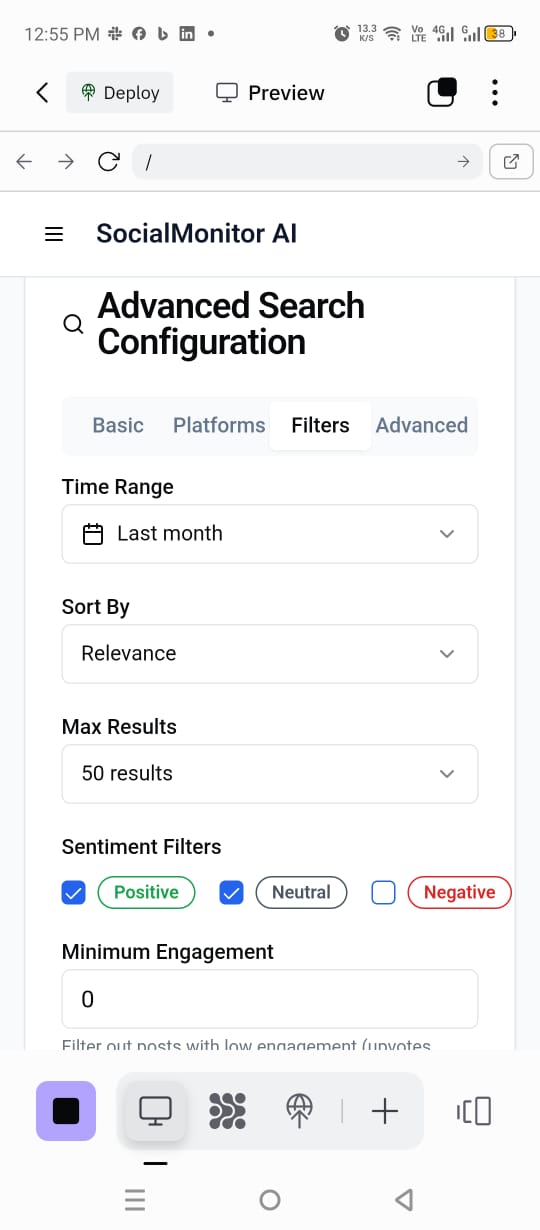 12:55 PM
13.3
K/S
Vo
LTE
4G
G
38
Deploy
Preview
/
SocialMonitor AI
Advanced Search
Configuration
Basic
Platforms
Filters
Advanced
Time Range
Last month
Sort By
Relevance
Max Results
50 results
Sentiment Filters
Positive
Neutral
Negative
Minimum Engagement
0
Filter out posts with low engagement (upvotes,